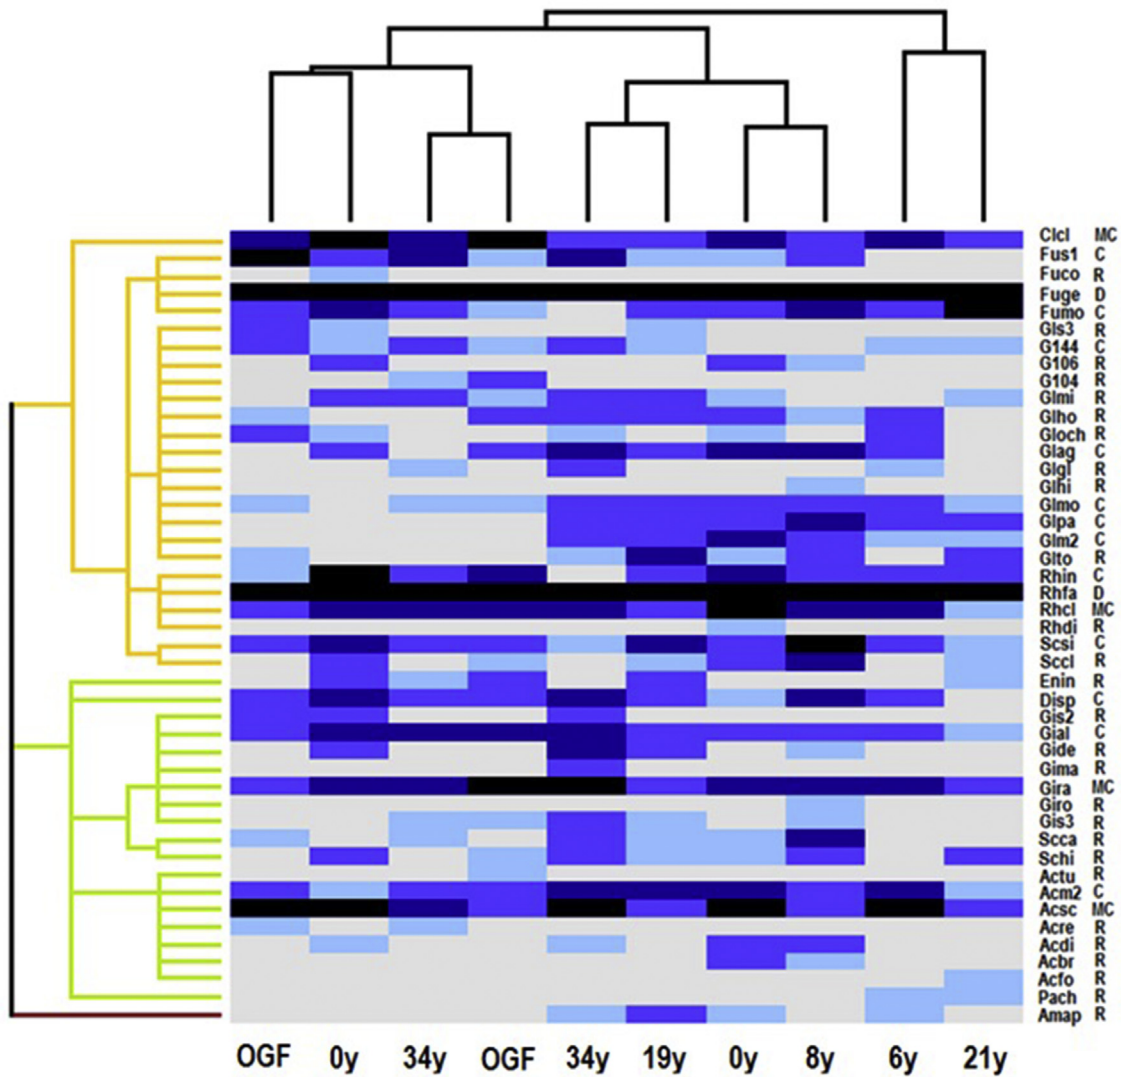 Clcl MC
Fus1 C
Fuco R
Fuge D
Fumo C
Gls3 R
G144 C
G106 R
G104 R
Glmi R
Glho R
Gloch R
Glag C
Glgl R
Glhi R
Glmo C
Glpa C
Glm2 C
Glto R
Rhin C
Rhfa D
Rhcl MC
Rhdi R
Scsi C
Sccl R
Enin R
Disp C
Gis2 R
Gial C
Gide R
Gima R
Gira MC
Giro R
Gis3 R
Scca R
Schi R
Actu R
Acm2 C
Acsc MC
Acre R
Acdi R
Acbr R
Acfo R
Pach R
Amap R
OGF 0y 34y OGF 34y 19y 0y 8y 6y 21y